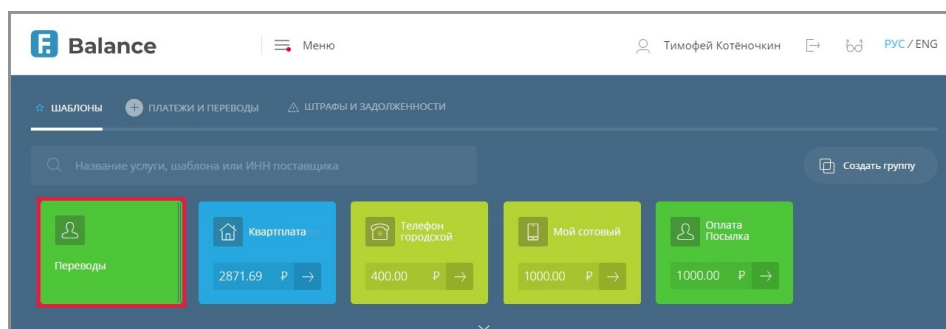 F. Balance
Меню
Тимофей Котёночкин
РУС / ENG
ШАБЛОНЫ
ПЛАТЕЖИ И ПЕРЕВОДЫ
ШТРАФЫ И ЗАДОЛЖЕННОСТИ
Название услуги, шаблона или ИНН поставщика
Создать группу
Переводы
Квартплата
2871.69 ₽ →
Телефон
городской
400.00 ₽ →
Мой сотовый
1000.00 ₽ →
Оплата
Посылка
1000.00 ₽ →